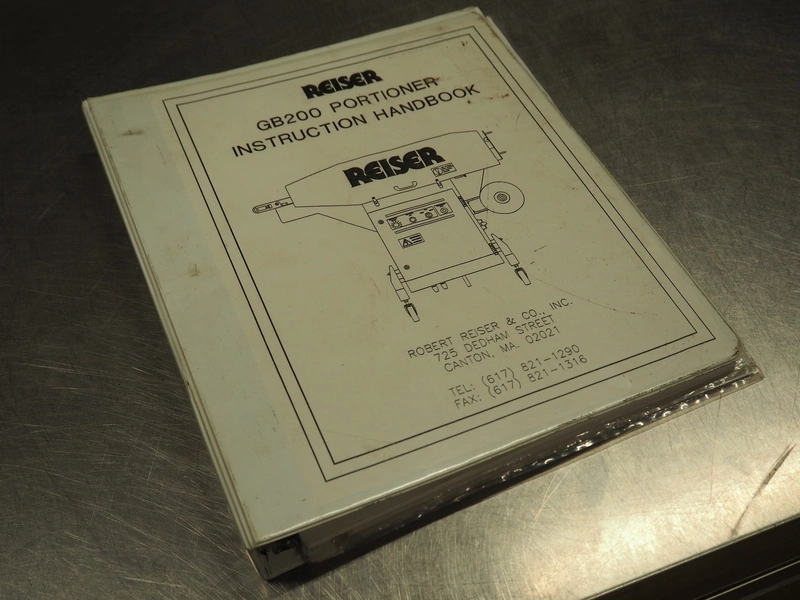 REISER
GB200 PORTIONER
INSTRUCTION HANDBOOK
REISER
ROBERT REISER & CO., INC.
725 DEDHAM STREET
CANTON, MA. 02021
TEL: (617) 821-1290
FAX: (617) 821-1316